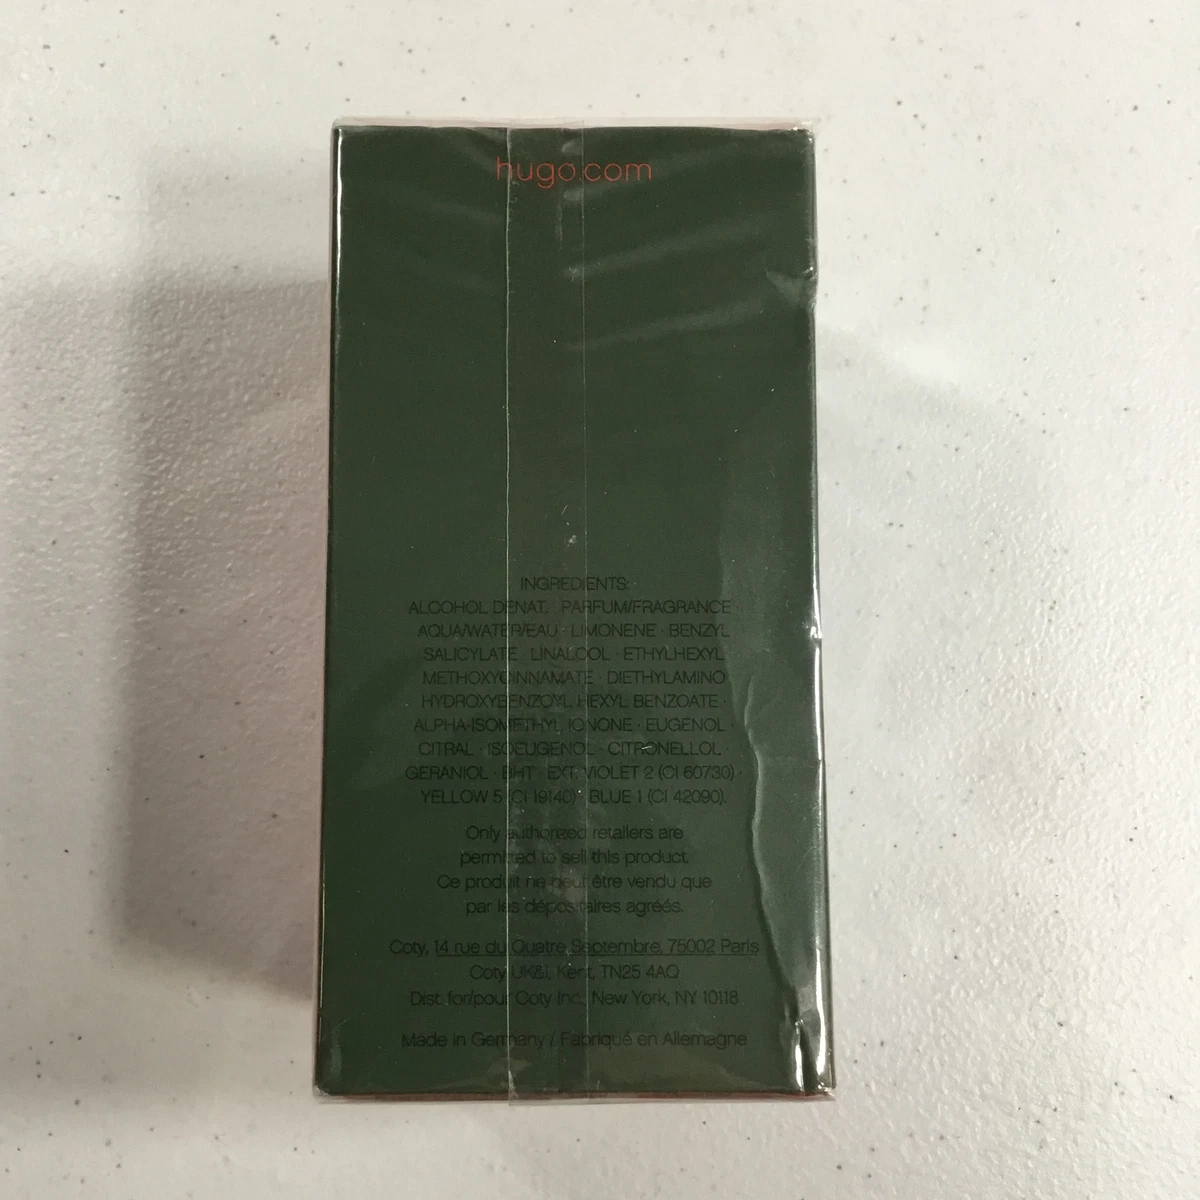 hugo.com
INGREDIENTS:
ALCOHOL DENAT. · PARFUM/FRAGRANCE ·
AQUA/WATER/EAU · LIMONENE · BENZYL
SALICYLATE · LINALOOL · ETHYLHEXYL
METHOXYCINNAMATE · DIETHYLAMINO
HYDROXYBENZOYL HEXYL BENZOATE ·
ALPHA-ISOMETHYL IONONE · EUGENOL ·
CITRAL · ISOEUGENOL · CITRONELLOL ·
GERANIOL · BHT · EXT. VIOLET 2 (CI 60730) ·
YELLOW 5 (CI 19140) · BLUE 1 (CI 42090).
Only authorized retailers are
permitted to sell this product.
Ce produit ne peut être vendu que
par les dépositaires agréés.
Coty, 14 rue du Quatre Septembre, 75002 Paris
Coty UK&I, Kent, TN25 4AQ
Dist. for/pour Coty Inc., New York, NY 10118
Made in Germany / Fabriqué en Allemagne